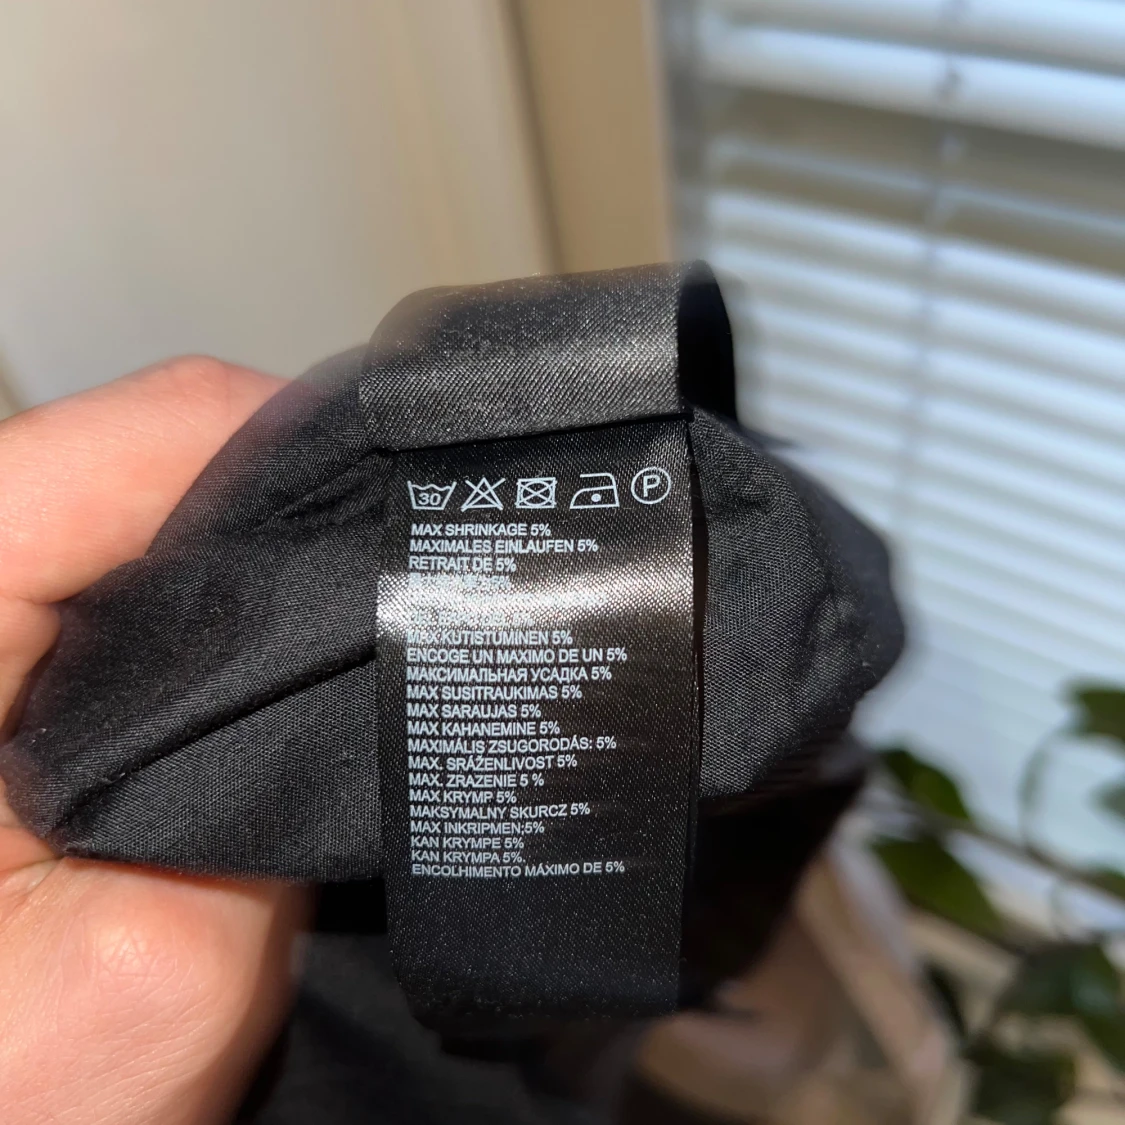 30 P
MAX SHRINKAGE 5%
MAXIMALES EINLAUFEN 5%
RETRAIT DE 5%
MAX KUTISTUMINEN 5%
ENCOGE UN MAXIMO DE UN 5%
МАКСИМАЛЬНАЯ УСАДКА 5%
MAX SUSITRAUKIMAS 5%
MAX SARAUJAS 5%
MAX KAHANEMINE 5%
MAXIMÁLIS ZSUGORODÁS: 5%
MAX. SRÁŽENLIVOST 5%
MAX. ZRAZENIE 5 %
MAX KRYMP 5%
MAKSYMALNY SKURCZ 5%
MAX INKRIPMEN;5%
KAN KRYMPE 5%
KAN KRYMPA 5%.
ENCOLHIMENTO MÁXIMO DE 5%